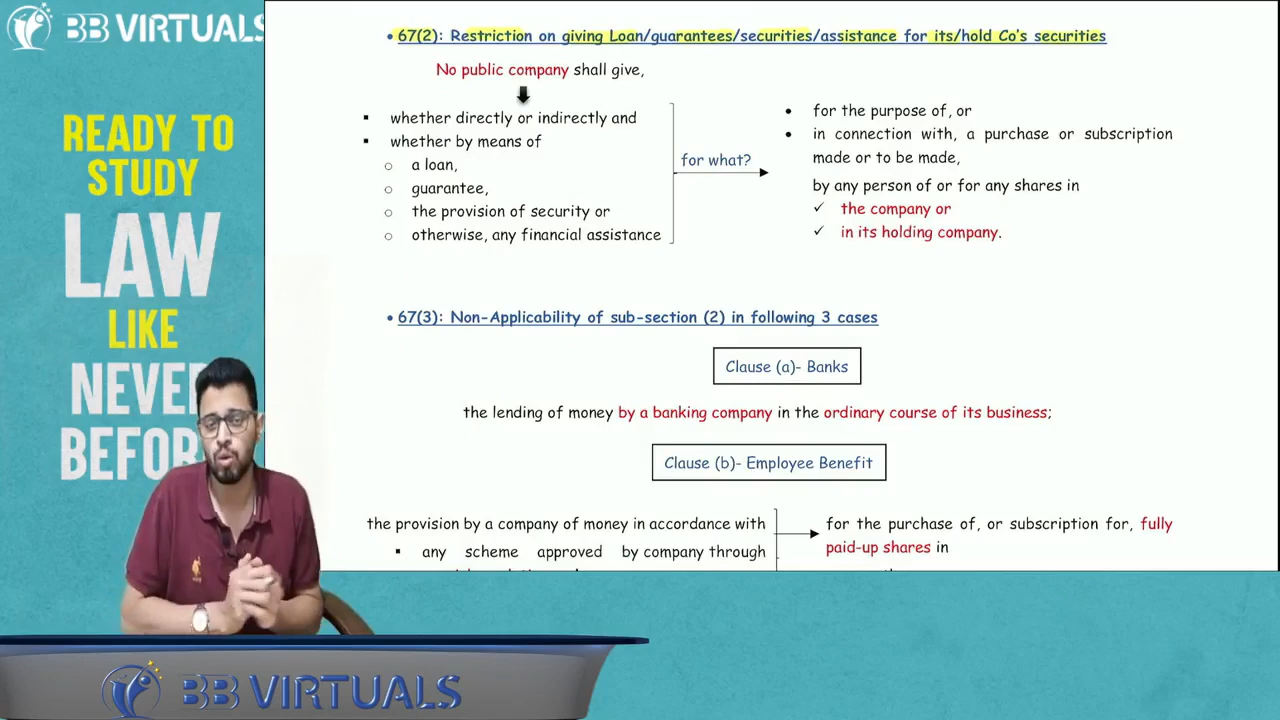 BB VIRTUALS
READY TO
STUDY
LAW
LIKE
NEVER
BEFOR
• 67(2): Restriction on giving Loan/guarantees/securities/assistance for its/hold Co's securities
No public company shall give,
▪ whether directly or indirectly and
▪ whether by means of
○ a loan,
○ guarantee,
○ the provision of security or
○ otherwise, any financial assistance
for what?
• for the purpose of, or
• in connection with, a purchase or subscription
made or to be made,
by any person of or for any shares in
✓ the company or
✓ in its holding company.
• 67(3): Non-Applicability of sub-section (2) in following 3 cases
Clause (a)- Banks
the lending of money by a banking company in the ordinary course of its business;
Clause (b)- Employee Benefit
the provision by a company of money in accordance with
▪ any scheme approved by company through
for the purchase of, or subscription for, fully
paid-up shares in
BB VIRTUALS